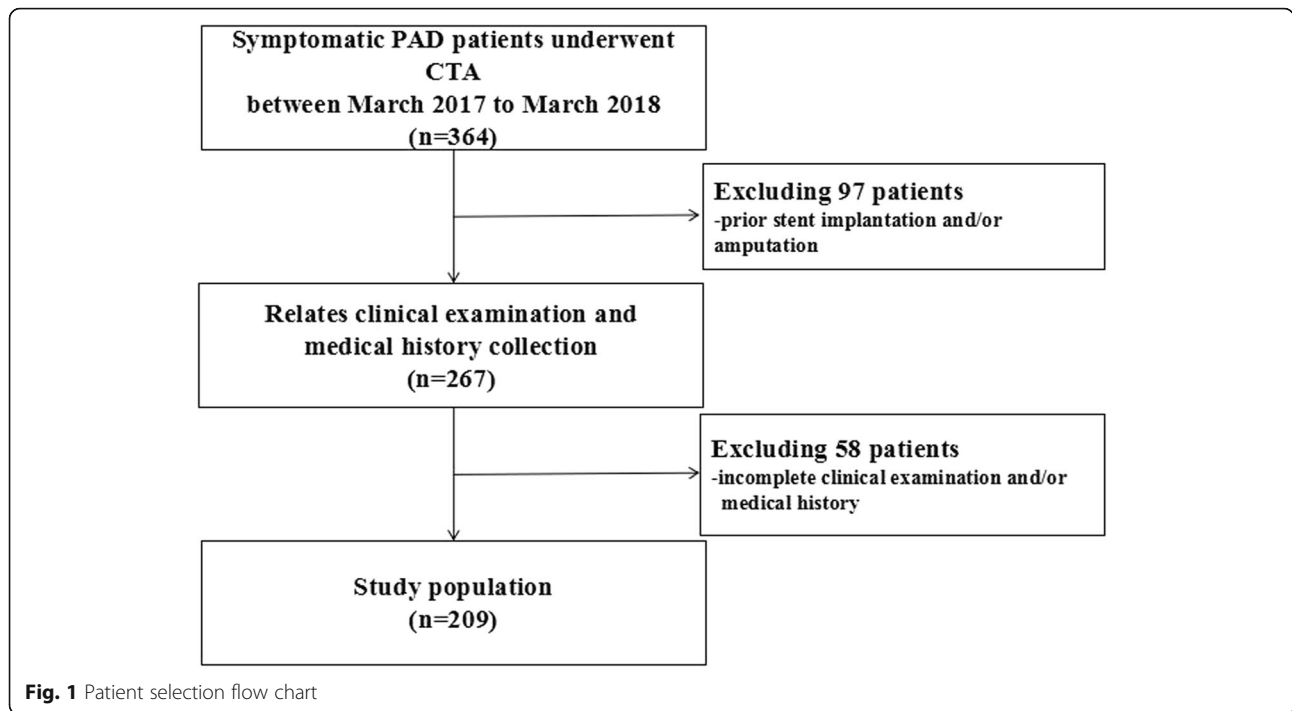 Symptomatic PAD patients underwent
CTA
between March 2017 to March 2018
(n=364)
Excluding 97 patients
-prior stent implantation and/or
amputation
Relates clinical examination and
medical history collection
(n=267)
Excluding 58 patients
-incomplete clinical examination and/or
medical history
Study population
(n=209)
Fig. 1 Patient selection flow chart